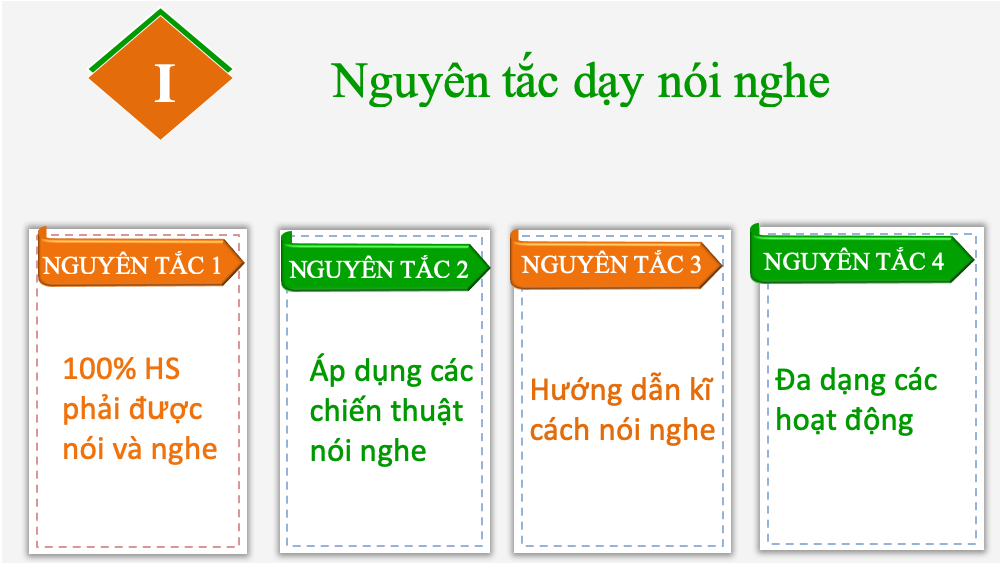 I
Nguyên tắc dạy nói nghe
NGUYÊN TẮC 1
100% HS
phải được
nói và nghe
NGUYÊN TẮC 2
Áp dụng các
chiến thuật
nói nghe
NGUYÊN TẮC 3
Hướng dẫn kĩ
cách nói nghe
NGUYÊN TẮC 4
Đa dạng các
hoạt động